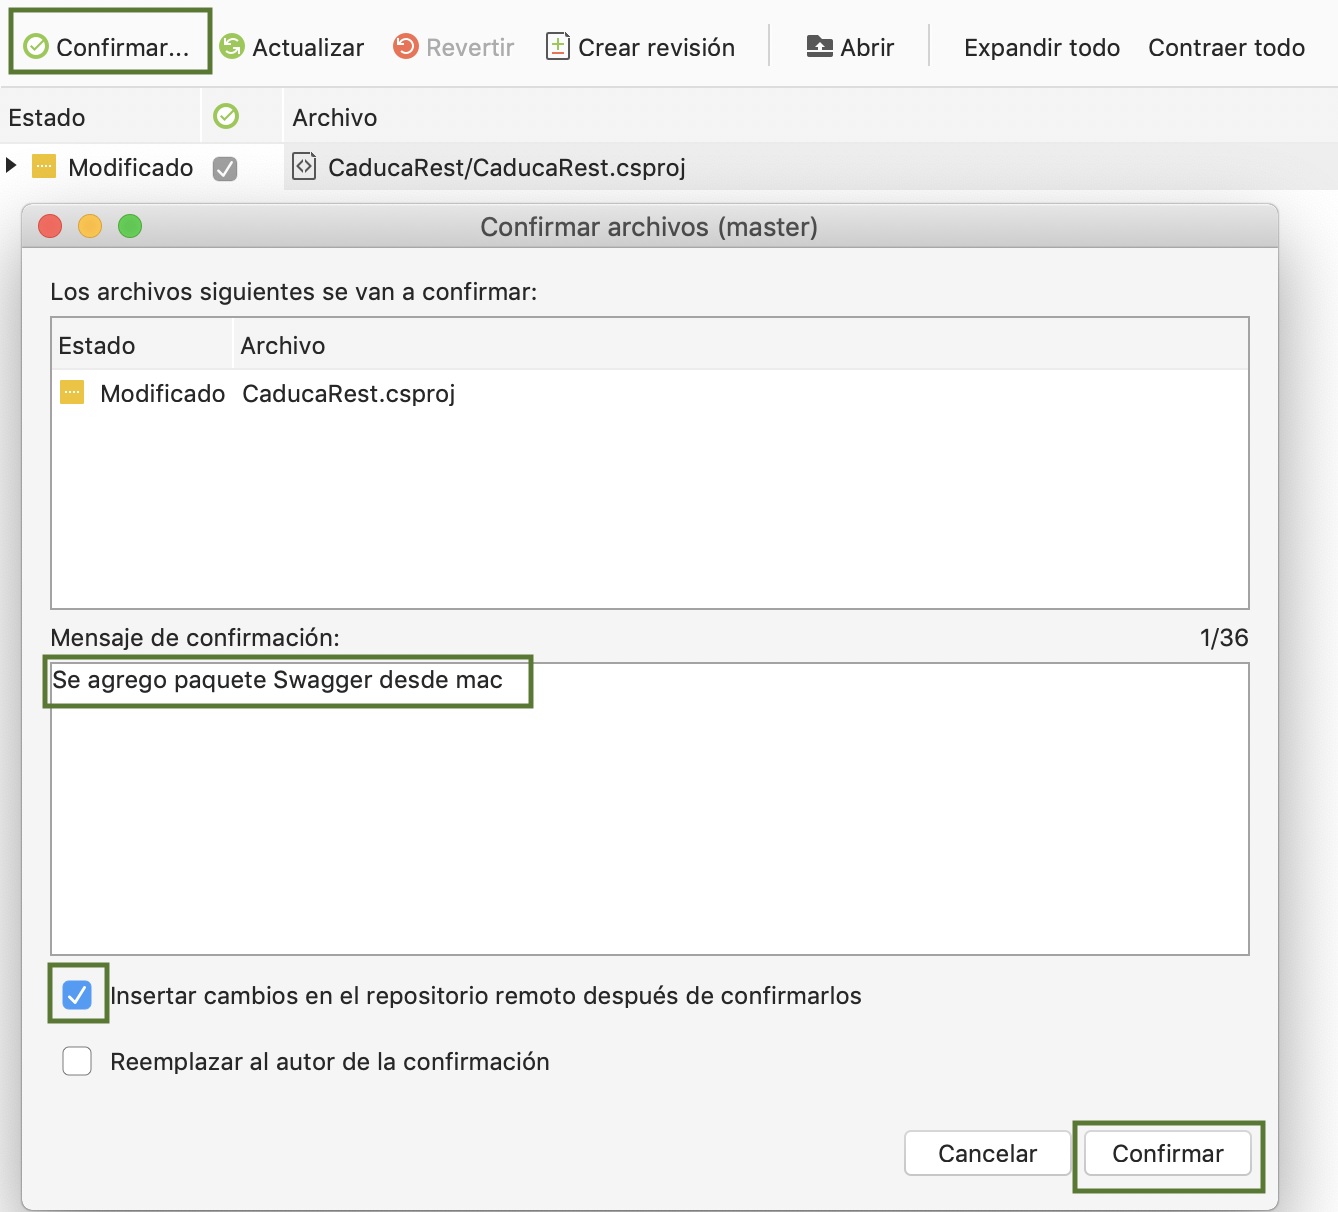 Confirmar... Actualizar Revertir Crear revisión Abrir Expandir todo Contraer todo
Estado Archivo
Modificado CaducaRest/CaducaRest.csproj
Confirmar archivos (master)
Los archivos siguientes se van a confirmar:
Estado Archivo
Modificado CaducaRest.csproj
Mensaje de confirmación: 1/36
Se agrego paquete Swagger desde mac
Insertar cambios en el repositorio remoto después de confirmarlos
Reemplazar al autor de la confirmación
Cancelar Confirmar